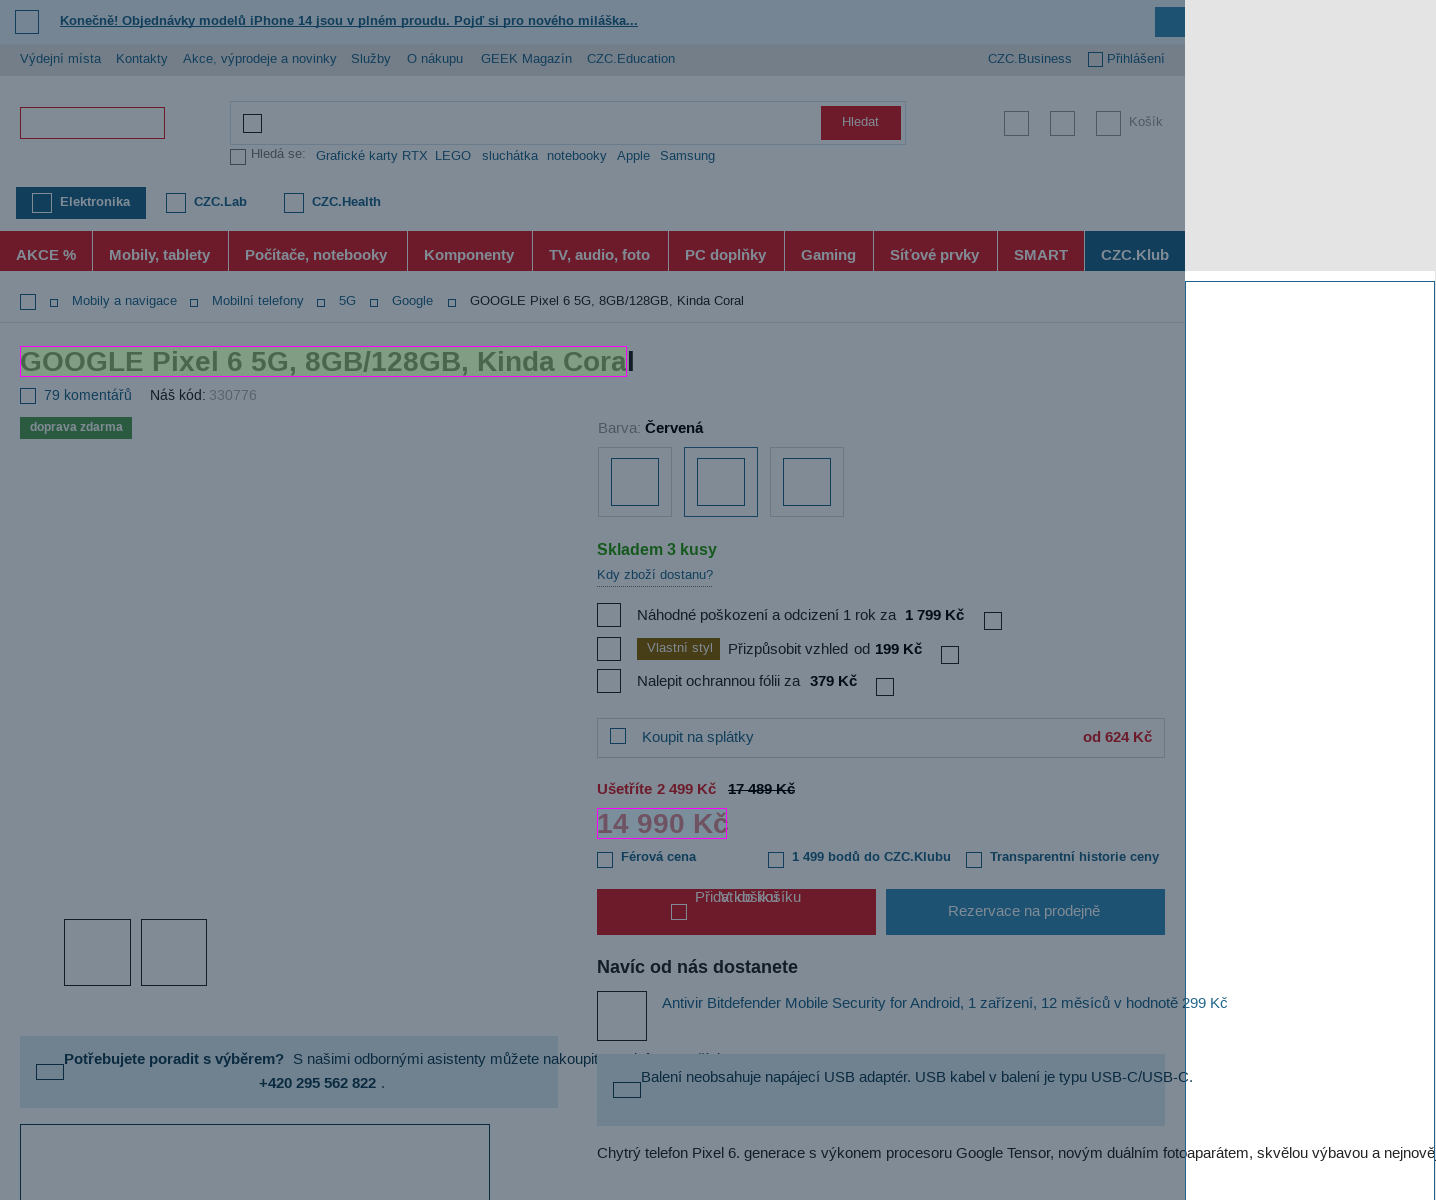 Konečně! Objednávky modelů iPhone 14 jsou v plném proudu. Pojď si pro nového miláška...
Výdejní místa Kontakty Akce, výprodeje a novinky Služby O nákupu GEEK Magazín CZC.Education CZC.Business Přihlášení
Hledat
Košík
Hledá se: Grafické karty RTX LEGO sluchátka notebooky Apple Samsung
Elektronika CZC.Lab CZC.Health
AKCE % Mobily, tablety Počítače, notebooky Komponenty TV, audio, foto PC doplňky Gaming Síťové prvky SMART CZC.Klub
Mobily a navigace Mobilní telefony 5G Google GOOGLE Pixel 6 5G, 8GB/128GB, Kinda Coral
GOOGLE Pixel 6 5G, 8GB/128GB, Kinda Coral
79 komentářů Náš kód: 330776
doprava zdarma
Barva: Červená
Skladem 3 kusy
Kdy zboží dostanu?
Náhodné poškození a odcizení 1 rok za 1 799 Kč
Vlastní styl Přizpůsobit vzhled od 199 Kč
Nalepit ochrannou fólii za 379 Kč
Koupit na splátky od 624 Kč
Ušetříte 2 499 Kč 17 489 Kč
14 990 Kč
Férová cena 1 499 bodů do CZC.Klubu Transparentní historie ceny
Přidat do košíku
V košíku
Rezervace na prodejně
Navíc od nás dostanete
Antivir Bitdefender Mobile Security for Android, 1 zařízení, 12 měsíců v hodnotě 299 Kč
Potřebujete poradit s výběrem? S našimi odbornými asistenty můžete nakoupit
+420 295 562 822 .
Balení neobsahuje napájecí USB adaptér. USB kabel v balení je typu USB-C/USB-C.
Chytrý telefon Pixel 6. generace s výkonem procesoru Google Tensor, novým duálním fotoaparátem, skvělou výbavou a